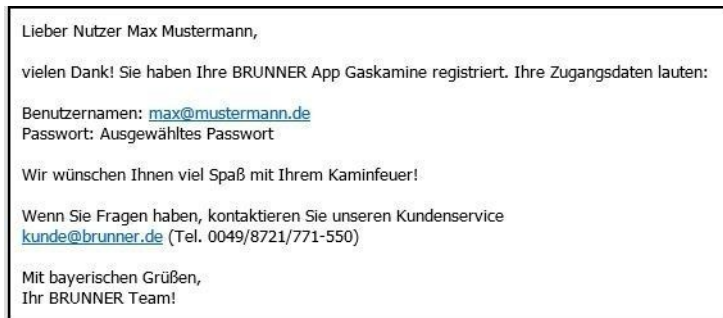 Lieber Nutzer Max Mustermann,
vielen Dank! Sie haben Ihre BRUNNER App Gaskamine registriert. Ihre Zugangsdaten lauten:
Benutzernamen: max@mustermann.de
Passwort: Ausgewähltes Passwort
Wir wünschen Ihnen viel Spaß mit Ihrem Kaminfeuer!
Wenn Sie Fragen haben, kontaktieren Sie unseren Kundenservice
kunde@brunner.de (Tel. 0049/8721/771-550)
Mit bayerischen Grüßen,
Ihr BRUNNER Team!